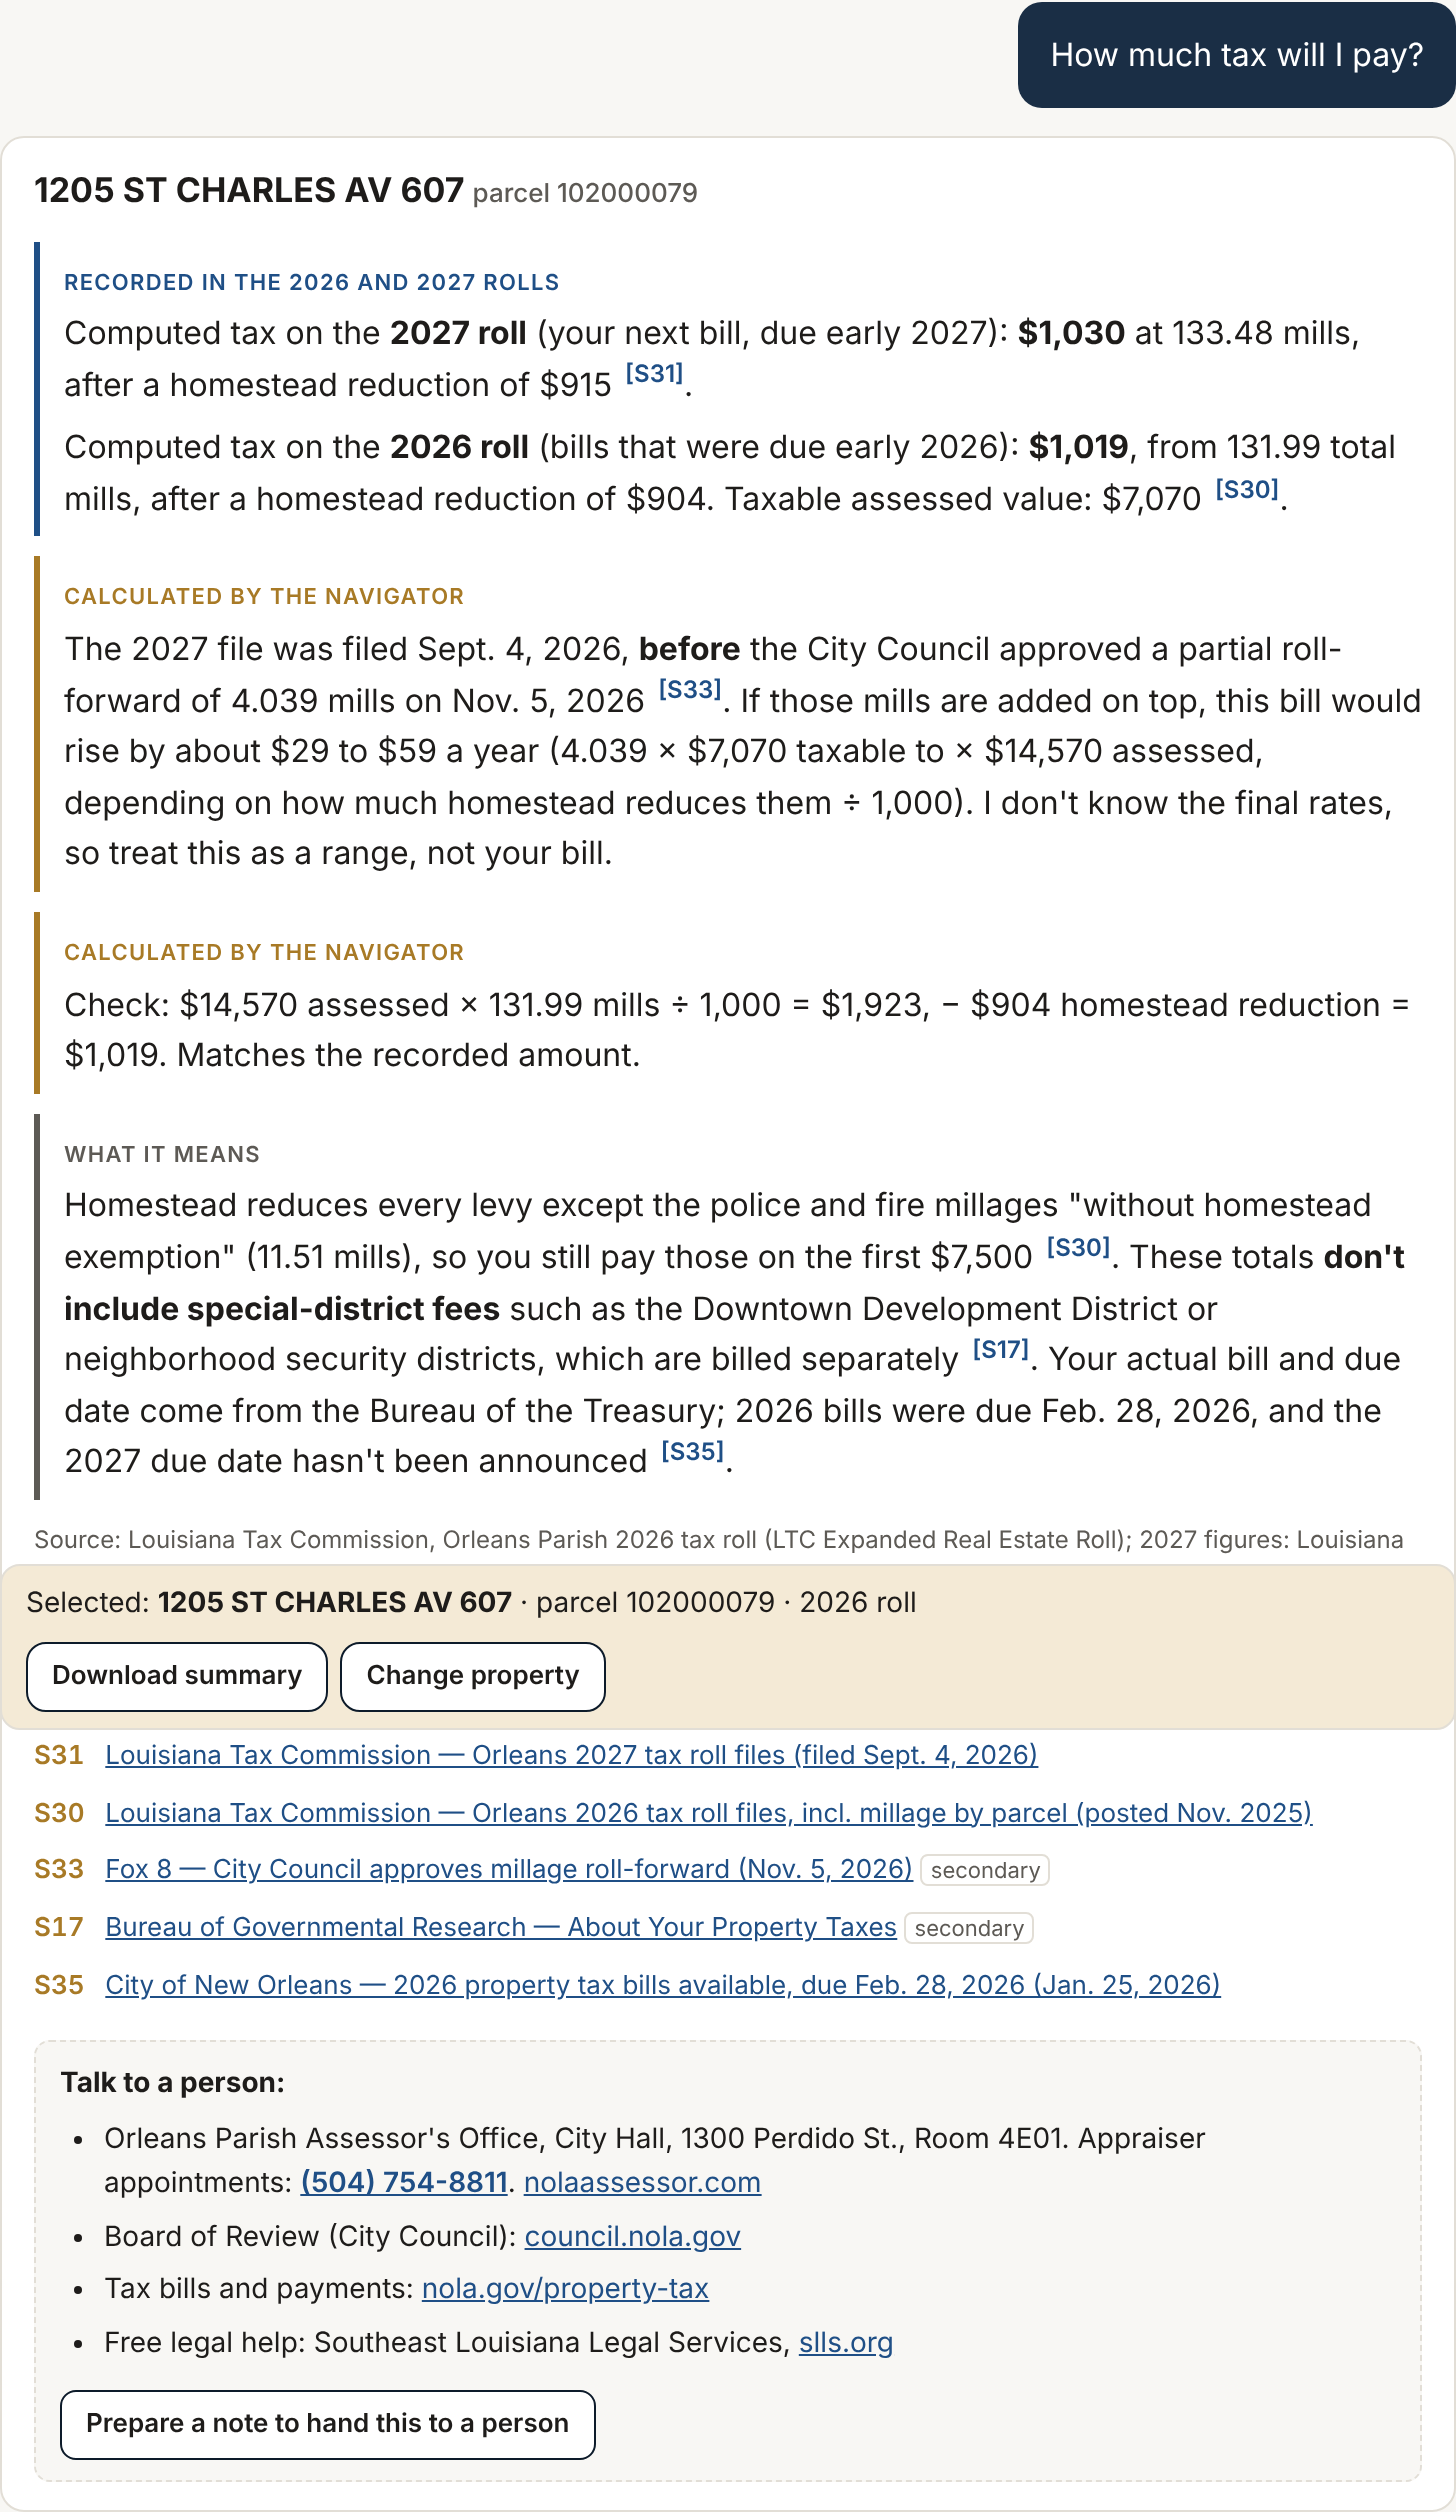 How much tax will I pay?
1205 ST CHARLES AV 607 parcel 102000079
RECORDED IN THE 2026 AND 2027 ROLLS
Computed tax on the 2027 roll (your next bill, due early 2027): $1,030 at 133.48 mills,
after a homestead reduction of $915 [S31].
Computed tax on the 2026 roll (bills that were due early 2026): $1,019, from 131.99 total
mills, after a homestead reduction of $904. Taxable assessed value: $7,070 [S30].
CALCULATED BY THE NAVIGATOR
The 2027 file was filed Sept. 4, 2026, before the City Council approved a partial roll-
forward of 4.039 mills on Nov. 5, 2026 [S33]. If those mills are added on top, this bill would
rise by about $29 to $59 a year (4.039 × $7,070 taxable to × $14,570 assessed,
depending on how much homestead reduces them ÷ 1,000). I don't know the final rates,
so treat this as a range, not your bill.
CALCULATED BY THE NAVIGATOR
Check: $14,570 assessed × 131.99 mills ÷ 1,000 = $1,923, − $904 homestead reduction =
$1,019. Matches the recorded amount.
WHAT IT MEANS
Homestead reduces every levy except the police and fire millages "without homestead
exemption" (11.51 mills), so you still pay those on the first $7,500 [S30]. These totals don't
include special-district fees such as the Downtown Development District or
neighborhood security districts, which are billed separately [S17]. Your actual bill and due
date come from the Bureau of the Treasury; 2026 bills were due Feb. 28, 2026, and the
2027 due date hasn't been announced [S35].
Source: Louisiana Tax Commission, Orleans Parish 2026 tax roll (LTC Expanded Real Estate Roll); 2027 figures: Louisiana
Selected: 1205 ST CHARLES AV 607 · parcel 102000079 · 2026 roll
Download summary Change property
S31 Louisiana Tax Commission — Orleans 2027 tax roll files (filed Sept. 4, 2026)
S30 Louisiana Tax Commission — Orleans 2026 tax roll files, incl. millage by parcel (posted Nov. 2025)
S33 Fox 8 — City Council approves millage roll-forward (Nov. 5, 2026) secondary
S17 Bureau of Governmental Research — About Your Property Taxes secondary
S35 City of New Orleans — 2026 property tax bills available, due Feb. 28, 2026 (Jan. 25, 2026)
Talk to a person:
• Orleans Parish Assessor's Office, City Hall, 1300 Perdido St., Room 4E01. Appraiser
appointments: (504) 754-8811. nolaassessor.com
• Board of Review (City Council): council.nola.gov
• Tax bills and payments: nola.gov/property-tax
• Free legal help: Southeast Louisiana Legal Services, slls.org
Prepare a note to hand this to a person